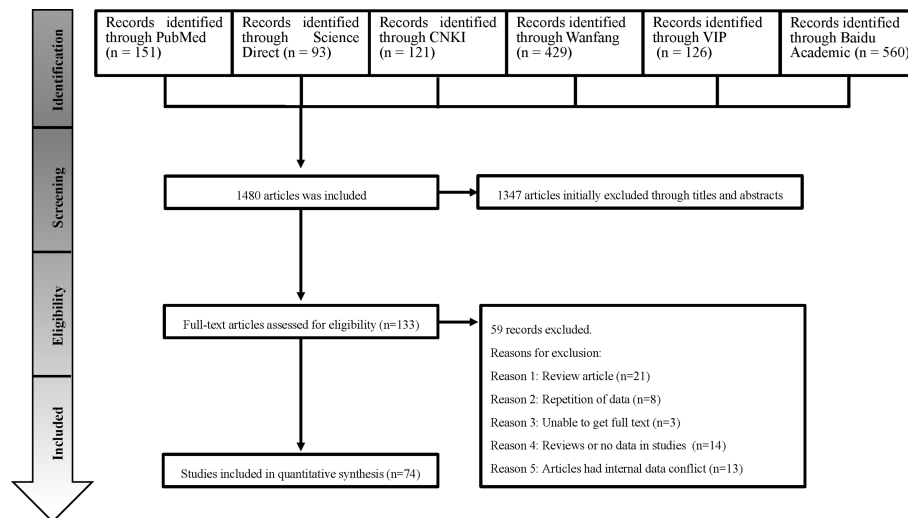 Records identified
through PubMed
(n = 151)
Records identified
through Science
Direct (n = 93)
Records identified
through CNKI
(n = 121)
Records identified
through Wanfang
(n = 429)
Records identified
through VIP
(n = 126)
Records identified
through Baidu
Academic (n = 560)
Identification
Screening
1480 articles was included
1347 articles initially excluded through titles and abstracts
Eligibility
Full-text articles assessed for eligibility (n=133)
59 records excluded.
Reasons for exclusion:
Reason 1: Review article (n=21)
Reason 2: Repetition of data (n=8)
Reason 3: Unable to get full text (n=3)
Reason 4: Reviews or no data in studies (n=14)
Reason 5: Articles had internal data conflict (n=13)
Included
Studies included in quantitative synthesis (n=74)